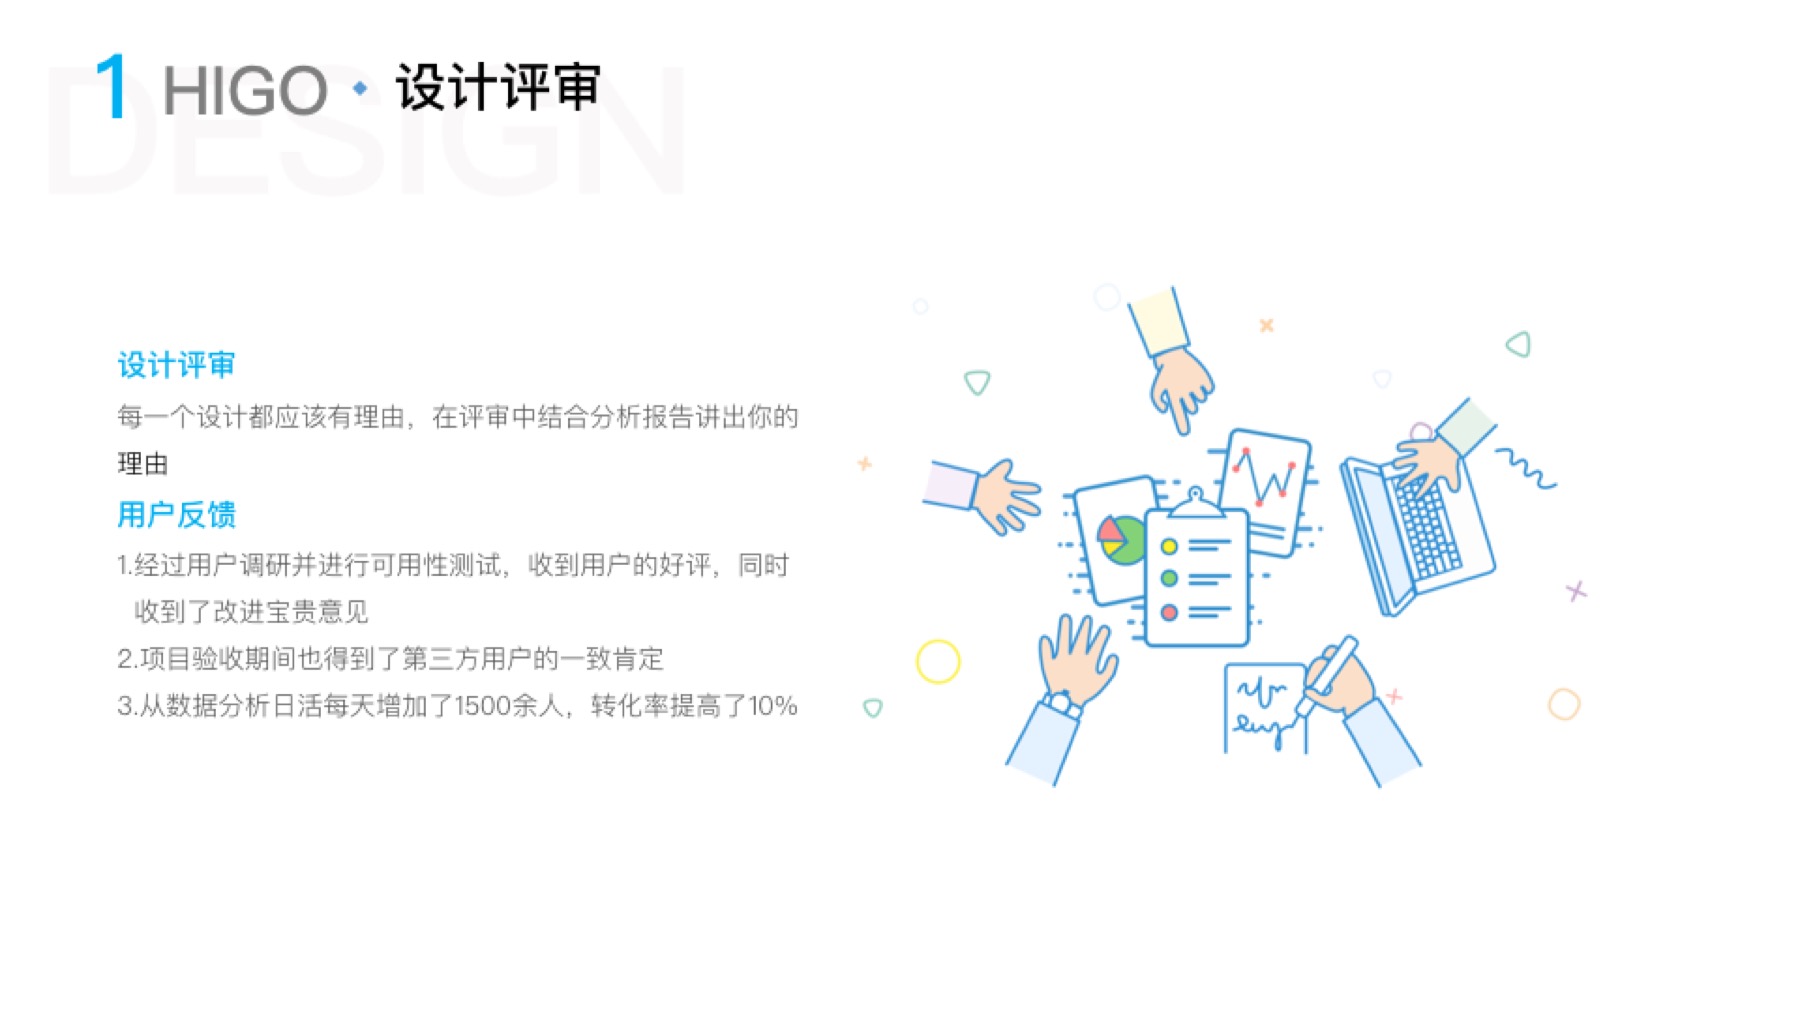 DESIGN
1 HIGO · 设计评审
设计评审
每一个设计都应该有理由，在评审中结合分析报告讲出你的
理由
用户反馈
1.经过用户调研并进行可用性测试，收到用户的好评，同时
收到了改进宝贵意见
2.项目验收期间也得到了第三方用户的一致肯定
3.从数据分析日活每天增加了1500余人，转化率提高了10%